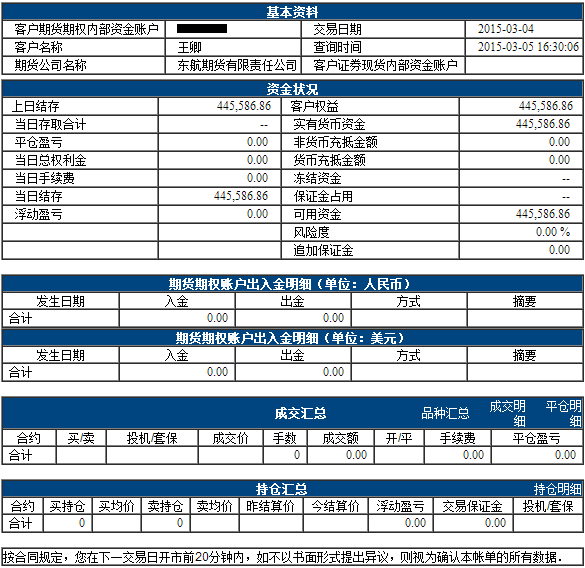 基本资料
客户期货期权内部资金账户 交易日期 2015-03-04
客户名称 王卿 查询时间 2015-03-05 16:30:06
期货公司名称 东航期货有限责任公司 客户证券现货内部资金账户
资金状况
上日结存 445,586.86 客户权益 445,586.86
当日存取合计 -- 实有货币资金 445,586.86
平仓盈亏 0.00 非货币充抵金额 0.00
当日总权利金 0.00 货币充抵金额 0.00
当日手续费 0.00 冻结资金 --
当日结存 445,586.86 保证金占用 --
浮动盈亏 0.00 可用资金 445,586.86
风险度 0.00 %
追加保证金 0.00
期货期权账户出入金明细（单位：人民币）
发生日期 入金 出金 方式 摘要
合计 0.00 0.00
期货期权账户出入金明细（单位：美元）
发生日期 入金 出金 方式 摘要
合计 0.00 0.00
成交汇总 品种汇总 成交明细 平仓明细
合约 买/卖 投机/套保 成交价 手数 成交额 开/平 手续费 平仓盈亏
合计 0 0.00 0.00 0.00
持仓汇总 持仓明细
合约 买持仓 买均价 卖持仓 卖均价 昨结算价 今结算价 浮动盈亏 交易保证金 投机/套保
合计 0 0 0.00 0.00
按合同规定，您在下一交易日开市前20分钟内，如不以书面形式提出异议，则视为确认本帐单的所有数据．